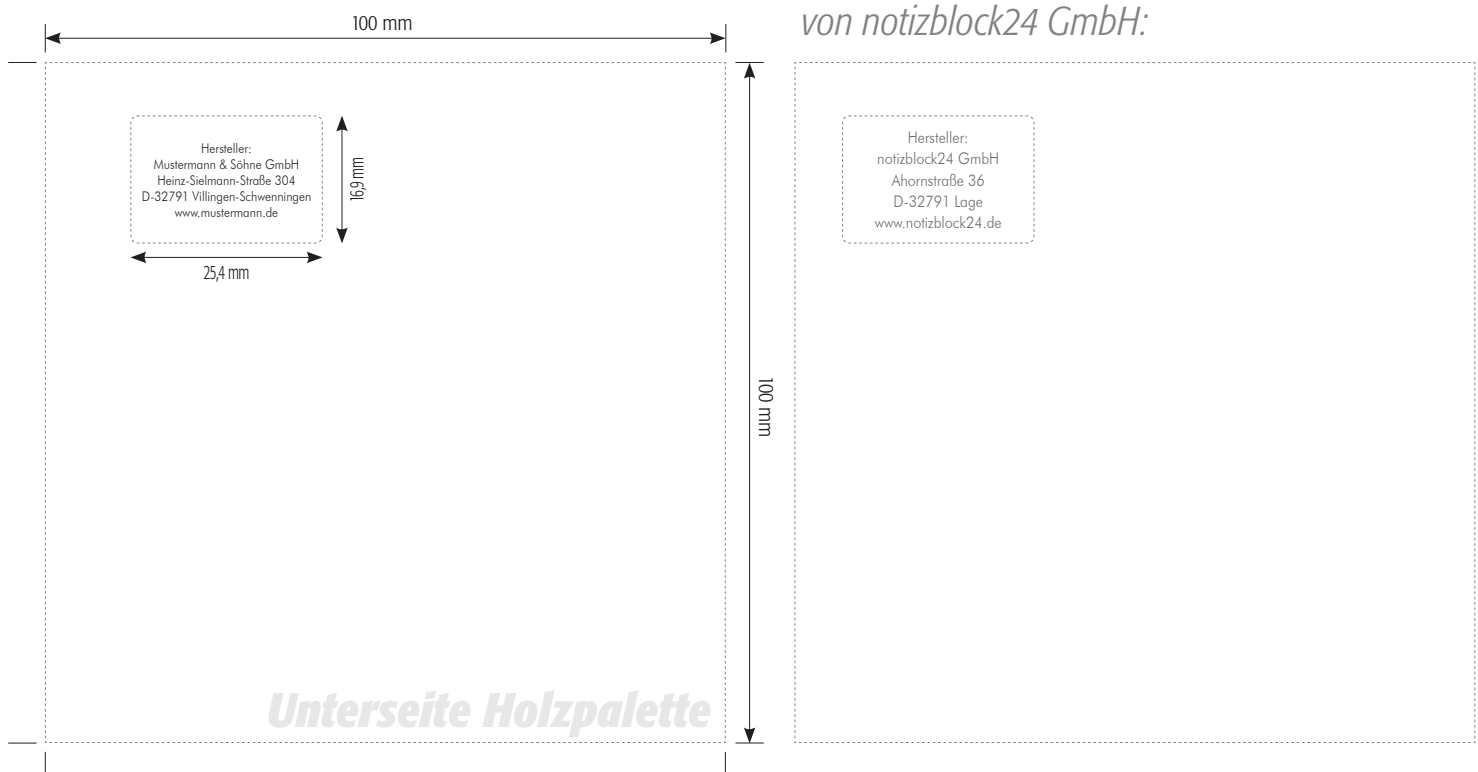 100 mm
von notizblock24 GmbH:
Hersteller:
Mustermann & Söhne GmbH
Heinz-Sielmann-Straße 304
D-32791 Villingen-Schwenningen
www.mustermann.de
16,9 mm
25,4 mm
100 mm
Unterseite Holzpalette
Hersteller:
notizblock24 GmbH
Ahornstraße 36
D-32791 Lage
www.notizblock24.de